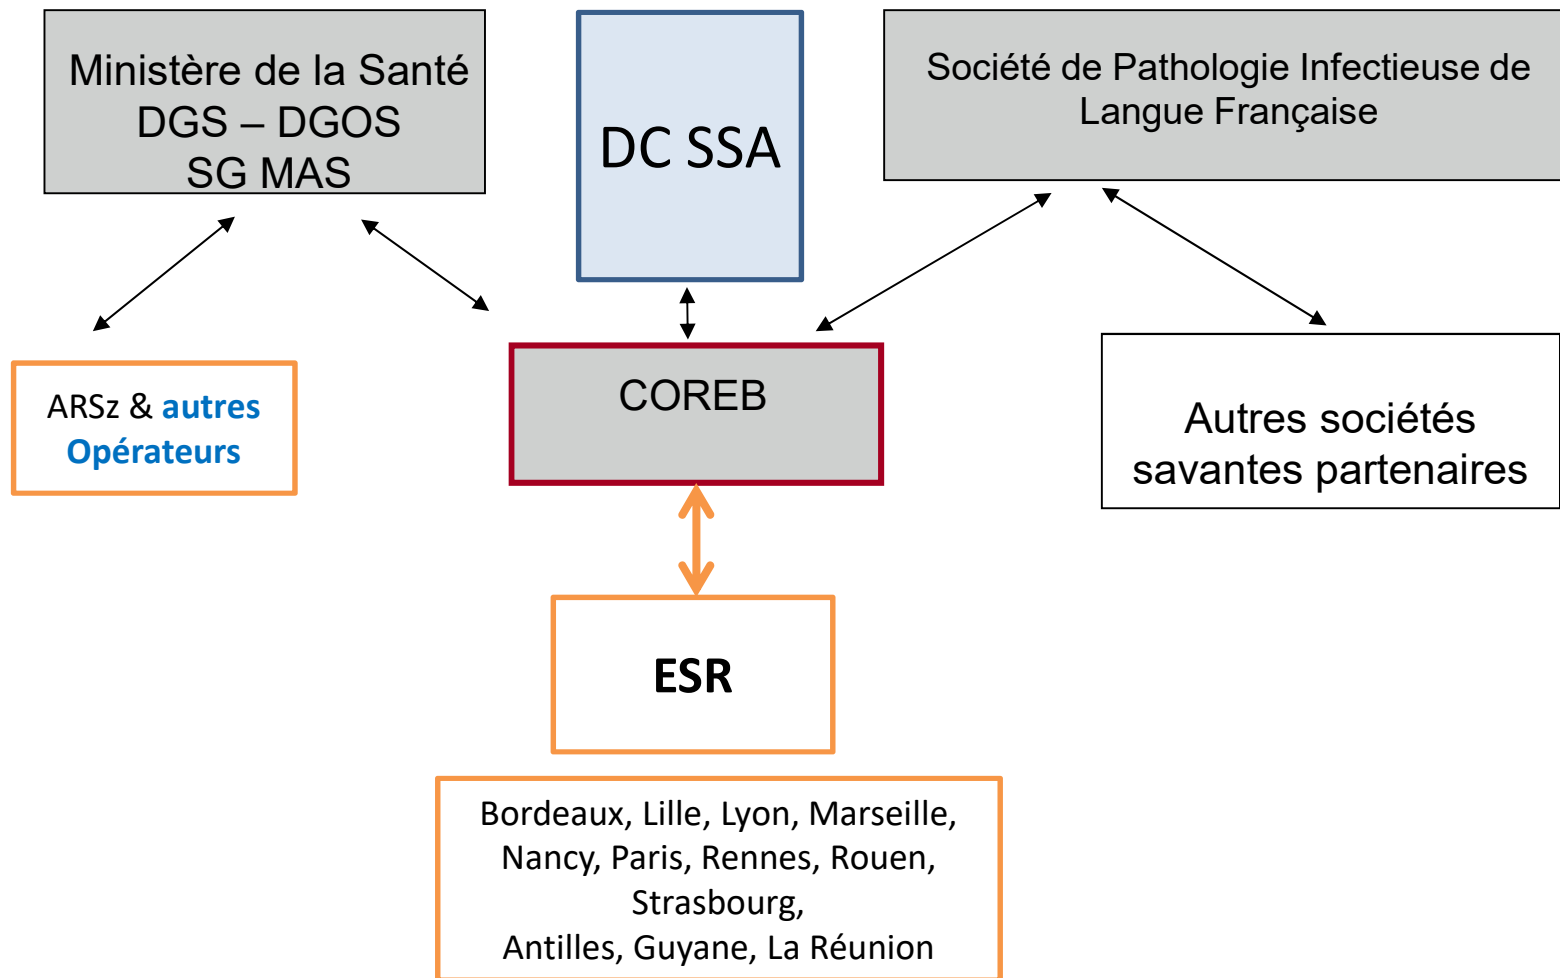 Ministère de la Santé
DGS – DGOS
SG MAS
DC SSA
Société de Pathologie Infectieuse de
Langue Française
ARSz & autres
Opérateurs
COREB
Autres sociétés
savantes partenaires
ESR
Bordeaux, Lille, Lyon, Marseille,
Nancy, Paris, Rennes, Rouen,
Strasbourg,
Antilles, Guyane, La Réunion